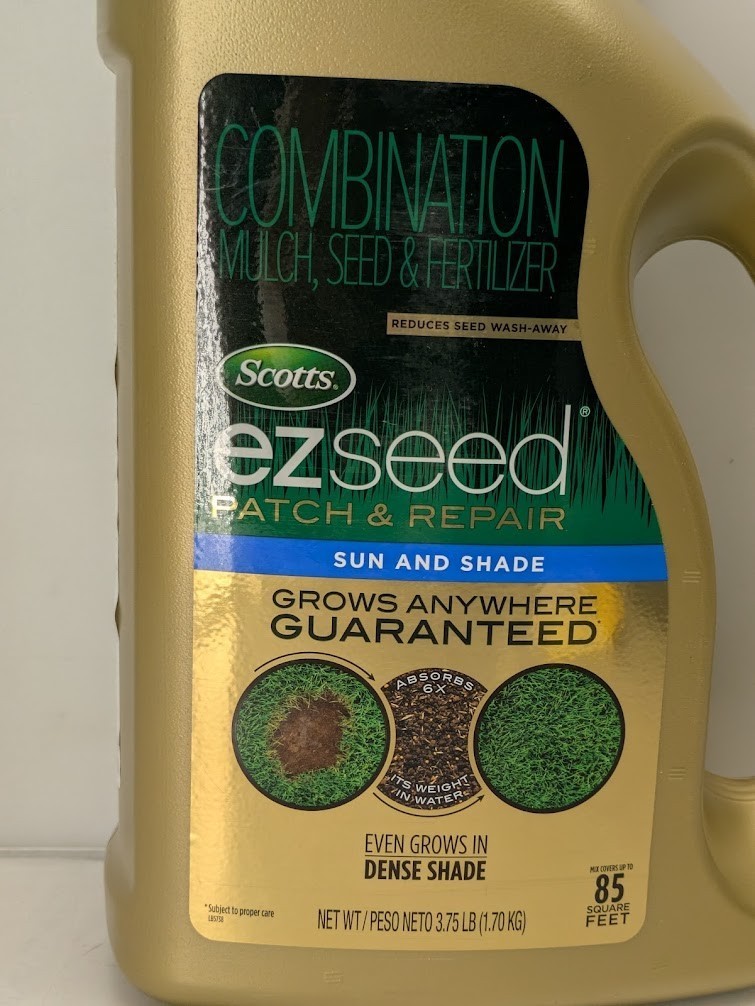 COMBINATION
MULCH, SEED & FERTILIZER
REDUCES SEED WASH-AWAY
Scotts®
ezseed®
PATCH & REPAIR
SUN AND SHADE
GROWS ANYWHERE
GUARANTEED*
ABSORBS
6X
ITS WEIGHT
IN WATER
EVEN GROWS IN
DENSE SHADE
MIX COVERS UP TO
85
SQUARE
FEET
*Subject to proper care
NET WT / PESO NETO 3.75 LB (1.70 KG)